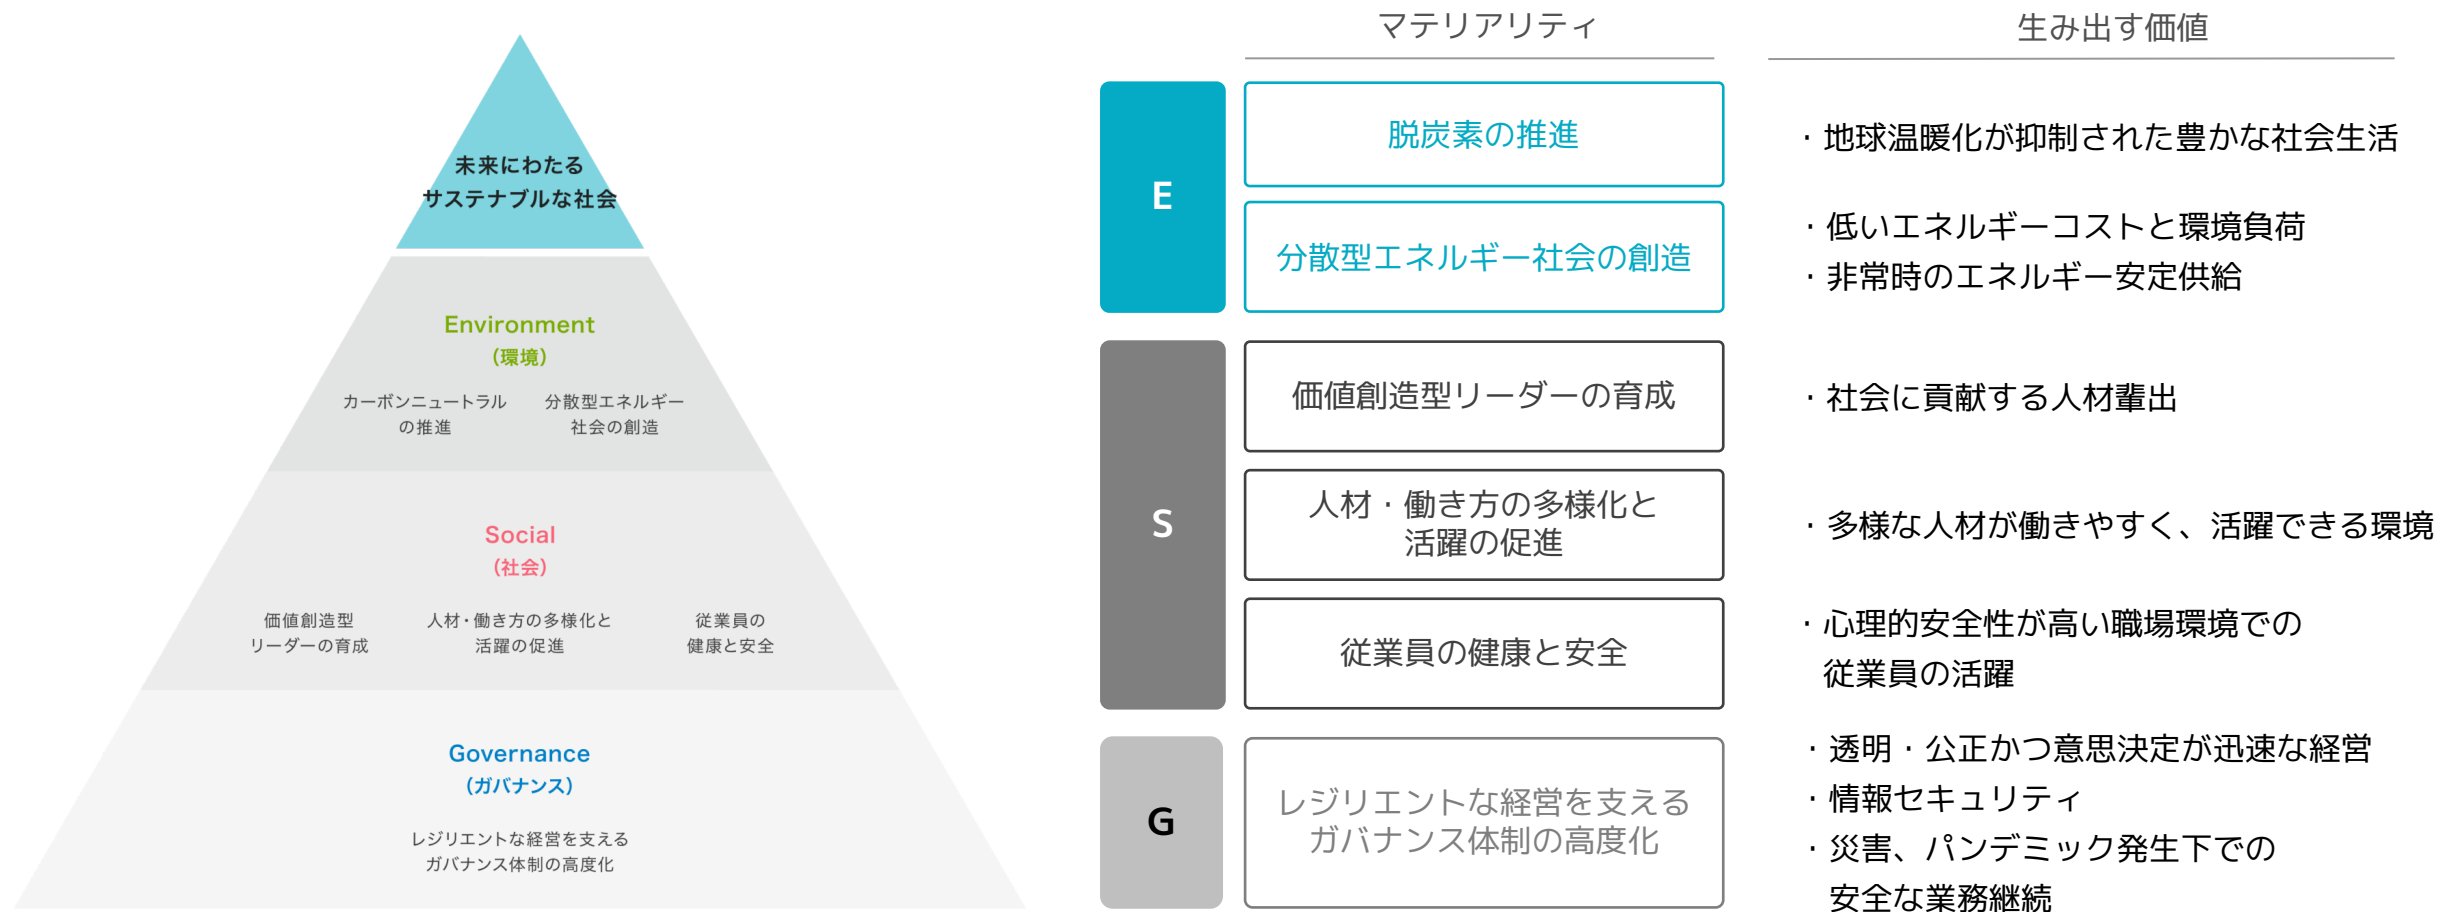 未来にわたる
サステナブルな社会
Environment
（環境）
カーボンニュートラル
の推進
分散型エネルギー
社会の創造
Social
（社会）
価値創造型
リーダーの育成
人材・働き方の多様化と
活躍の促進
従業員の
健康と安全
Governance
（ガバナンス）
レジリエントな経営を支える
ガバナンス体制の高度化
マテリアリティ
生み出す価値
E
脱炭素の推進
・地球温暖化が抑制された豊かな社会生活
分散型エネルギー社会の創造
・低いエネルギーコストと環境負荷
・非常時のエネルギー安定供給
S
価値創造型リーダーの育成
・社会に貢献する人材輩出
人材・働き方の多様化と
活躍の促進
・多様な人材が働きやすく、活躍できる環境
従業員の健康と安全
・心理的安全性が高い職場環境での
従業員の活躍
G
レジリエントな経営を支える
ガバナンス体制の高度化
・透明・公正かつ意思決定が迅速な経営
・情報セキュリティ
・災害、パンデミック発生下での
安全な業務継続